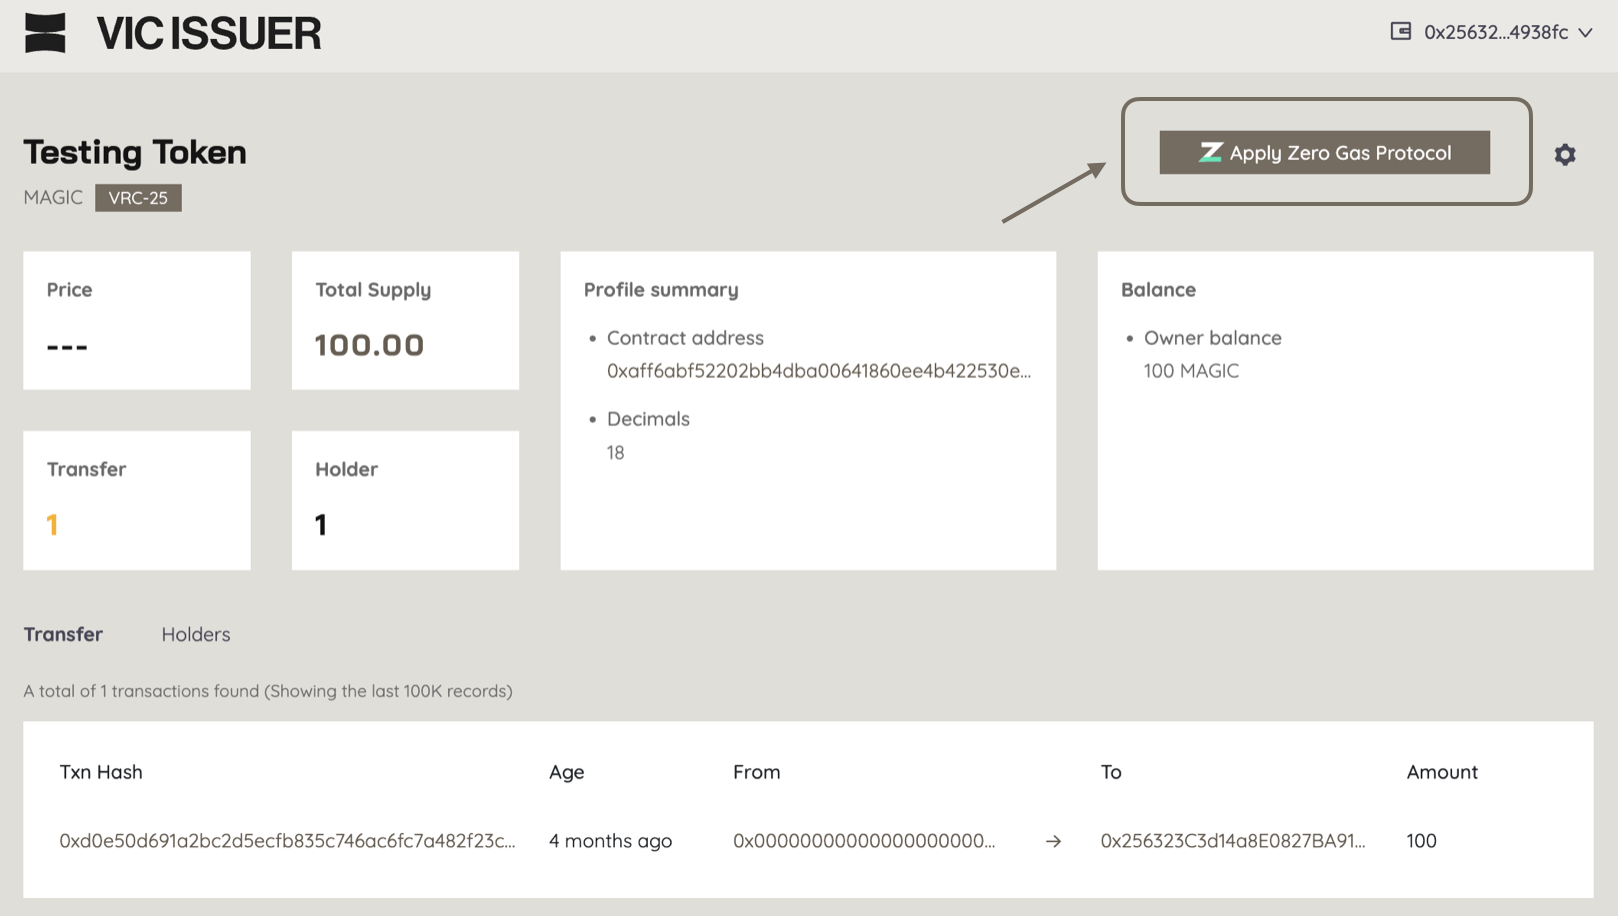 VIC ISSUER
0x25632...4938fc
Testing Token
Apply Zero Gas Protocol
MAGIC VRC-25
Price
---
Total Supply
100.00
Profile summary
• Contract address
0xaff6abf52202bb4dba00641860ee4b422530e...
• Decimals
18
Balance
• Owner balance
100 MAGIC
Transfer
1
Holder
1
Transfer Holders
A total of 1 transactions found (Showing the last 100K records)
Txn Hash Age From To Amount
0xd0e50d691a2bc2d5ecfb835c746ac6fc7a482f23c... 4 months ago 0x00000000000000000000... → 0x256323C3d14a8E0827BA91... 100